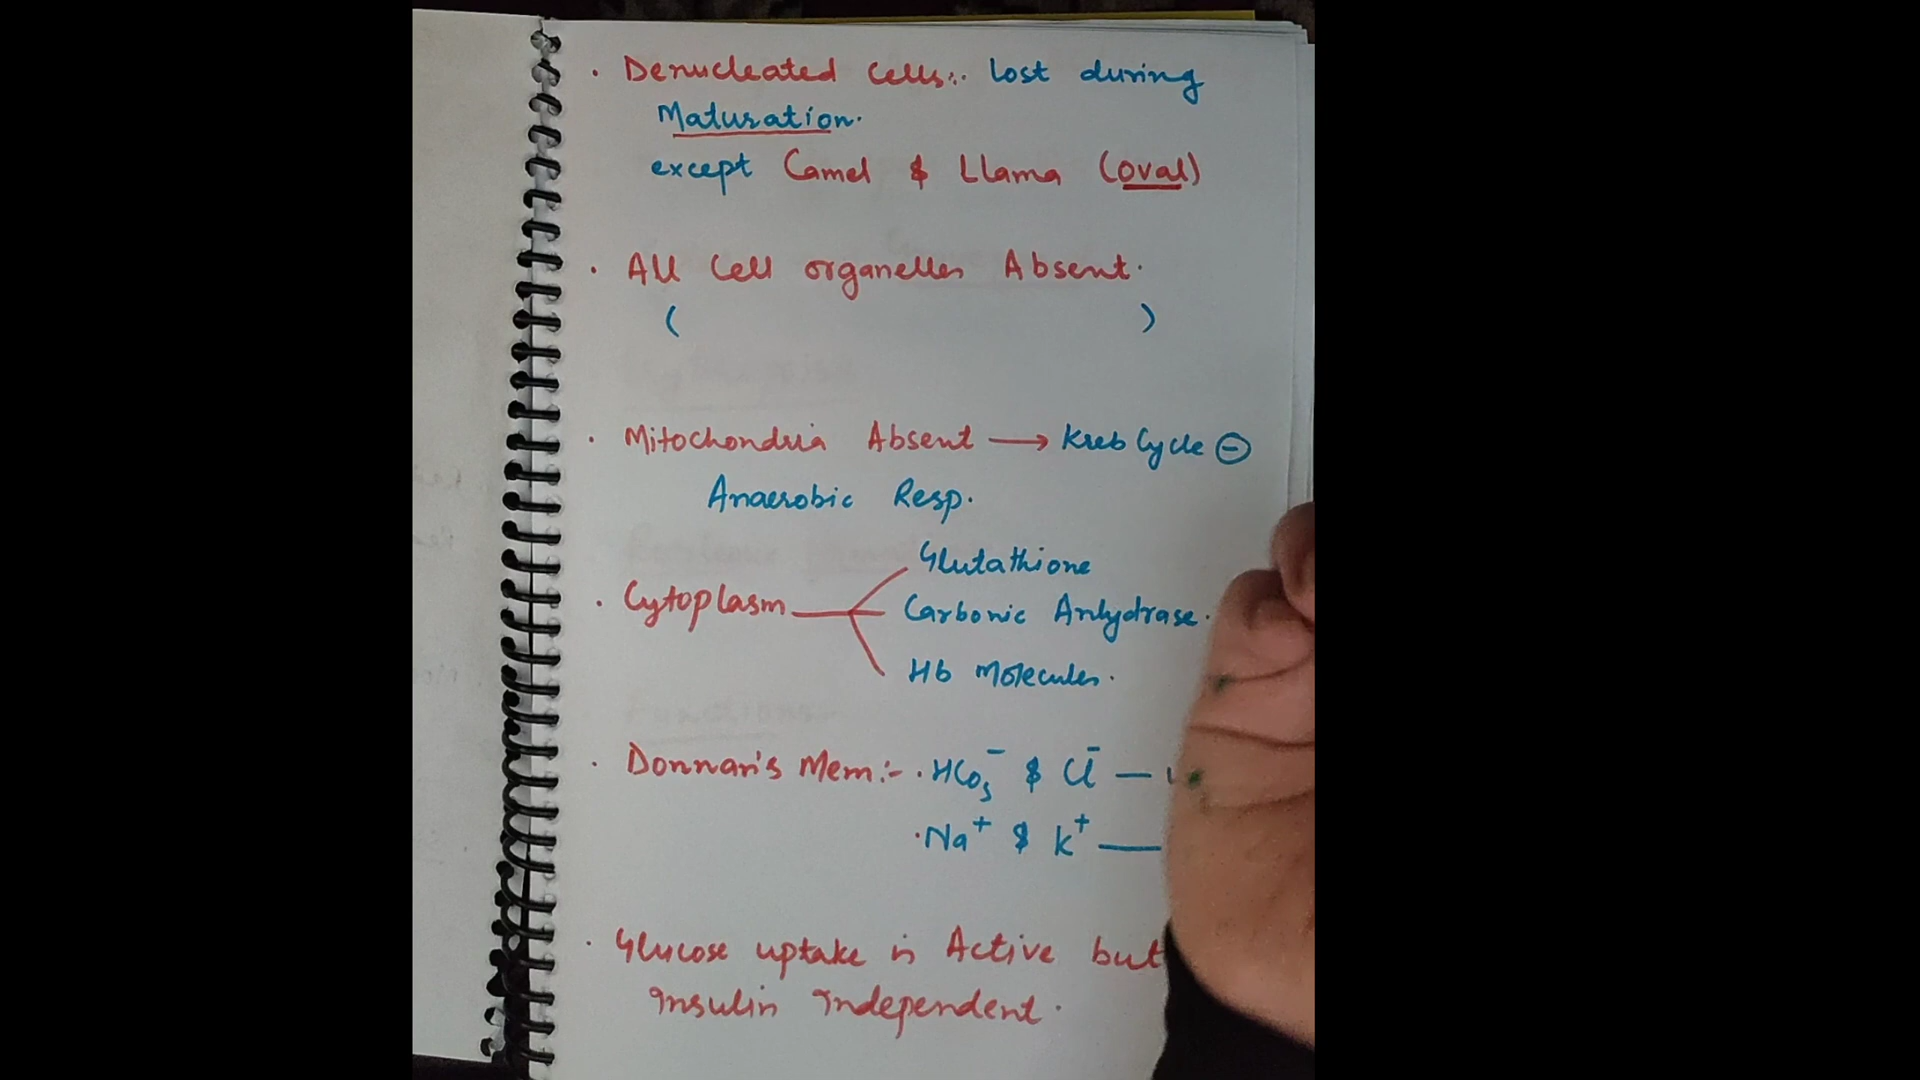 · Denucleated cells:. lost during
Maturation.
except Camel & Llama (oval)
· All Cell organelles Absent.
( )
· Mitochondria Absent → Kreb Cycle ⊖
Anaerobic Resp.
Glutathione
· Cytoplasm Carbonic Anhydrase.
Hb Molecules.
· Donnan's Mem:- · HCO₃⁻ & Cl⁻ —
· Na⁺ & K⁺ —
· Glucose uptake is Active but
Insulin Independent.